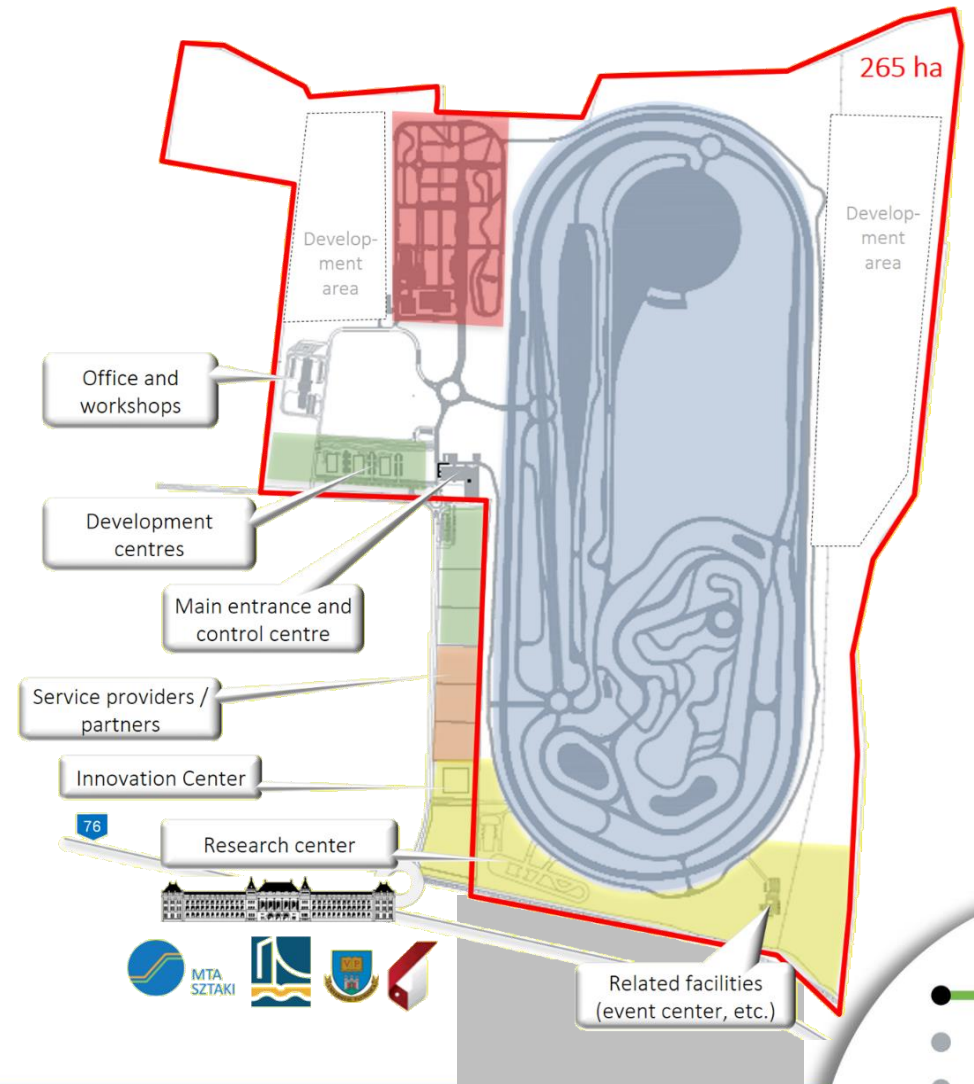 265 ha
Develop-
ment
area
Develop-
ment
area
Office and
workshops
Development
centres
Main entrance and
control centre
Service providers /
partners
Innovation Center
76
Research center
MTA
SZTAKI
Related facilities
(event center, etc.)